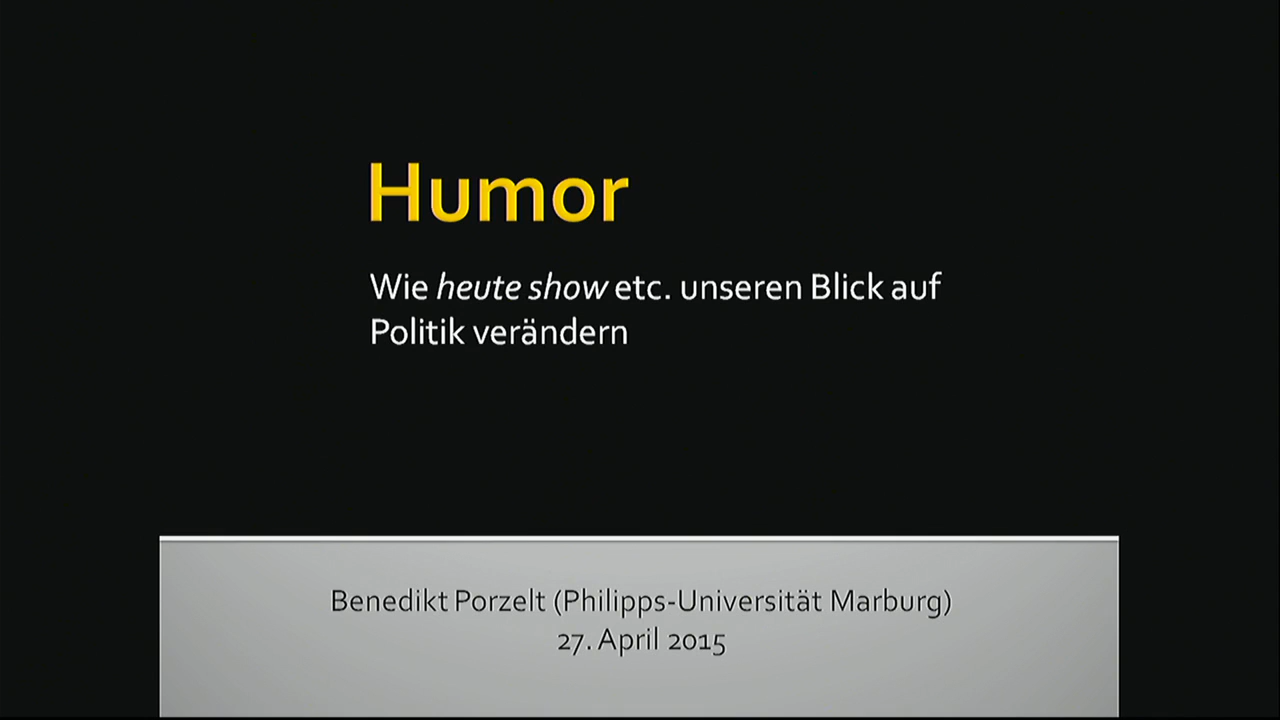 Humor
Wie heute show etc. unseren Blick auf
Politik verändern
Benedikt Porzelt (Philipps-Universität Marburg)
27. April 2015